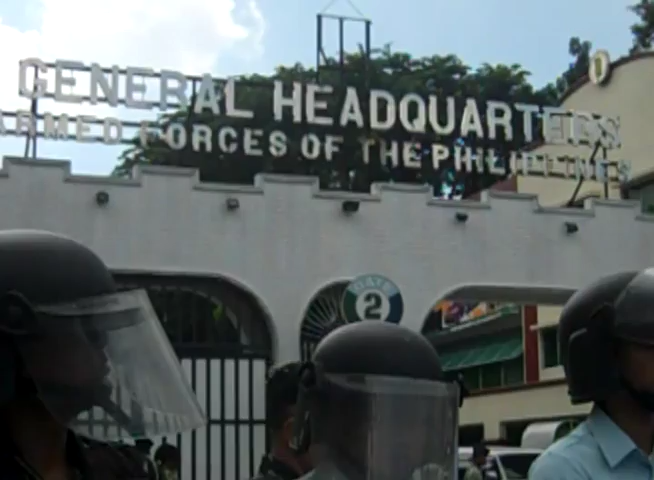 GENERAL HEADQUARTERS
ARMED FORCES OF THE PHILIPPINES
GATE
2